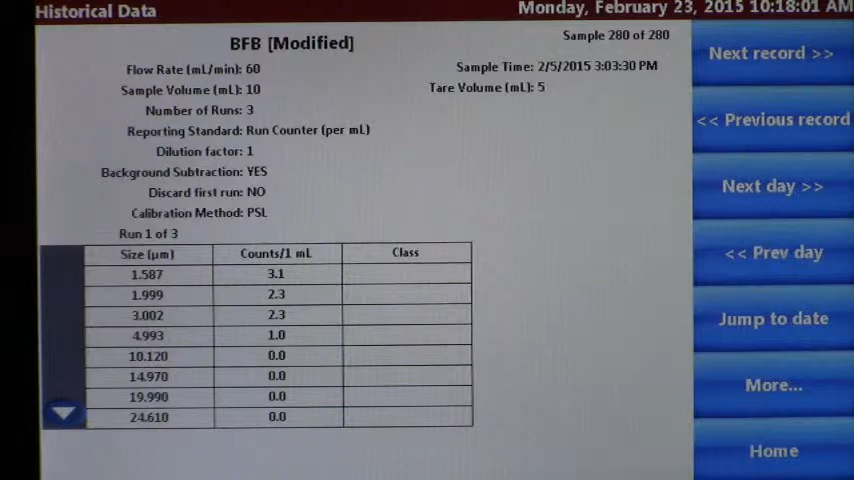 Historical Data
Monday, February 23, 2015 10:18:01 AM
BFB [Modified]
Sample 280 of 280
Flow Rate (mL/min): 60
Sample Time: 2/5/2015 3:03:30 PM
Sample Volume (mL): 10
Tare Volume (mL): 5
Number of Runs: 3
Reporting Standard: Run Counter (per mL)
Dilution factor: 1
Background Subtraction: YES
Discard first run: NO
Calibration Method: PSL
Run 1 of 3
Size (µm) Counts/1 mL Class
1.587 3.1
1.999 2.3
3.002 2.3
4.993 1.0
10.120 0.0
14.970 0.0
19.990 0.0
24.610 0.0
Next record >>
<< Previous record
Next day >>
<< Prev day
Jump to date
More...
Home